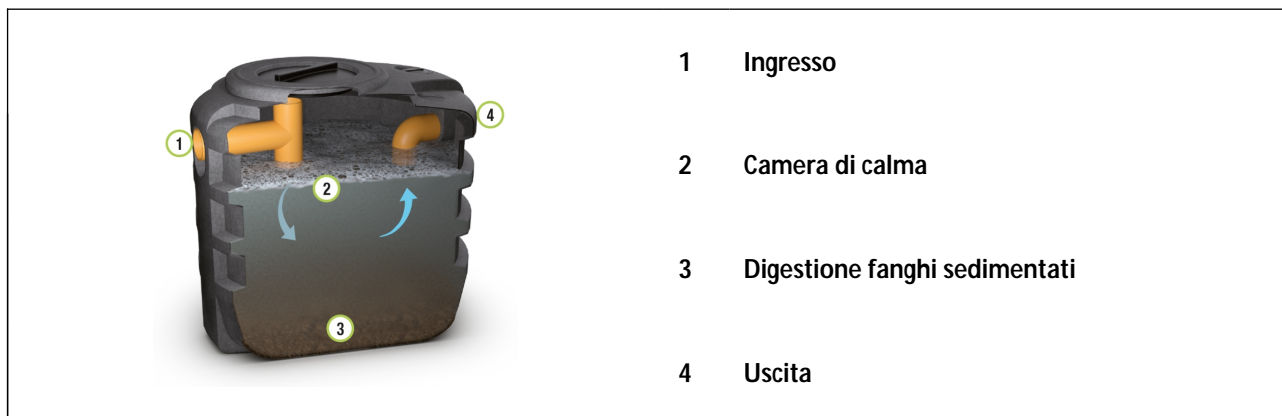 1 Ingresso
2 Camera di calma
3 Digestione fanghi sedimentati
4 Uscita
1
2
3
4